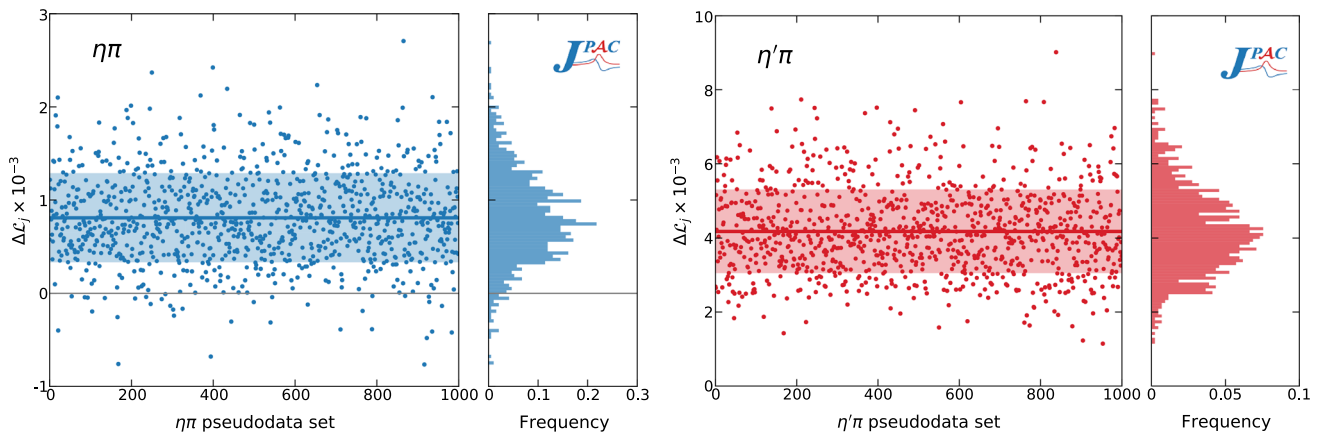 ηπ
ΔL_j × 10⁻³
3
2
1
0
-1
0 200 400 600 800 1000
ηπ pseudodata set
JPAC
0 0.1 0.2 0.3
Frequency
η′π
ΔL_j × 10⁻³
10
8
6
4
2
0
0 200 400 600 800 1000
η′π pseudodata set
JPAC
0 0.05 0.1
Frequency